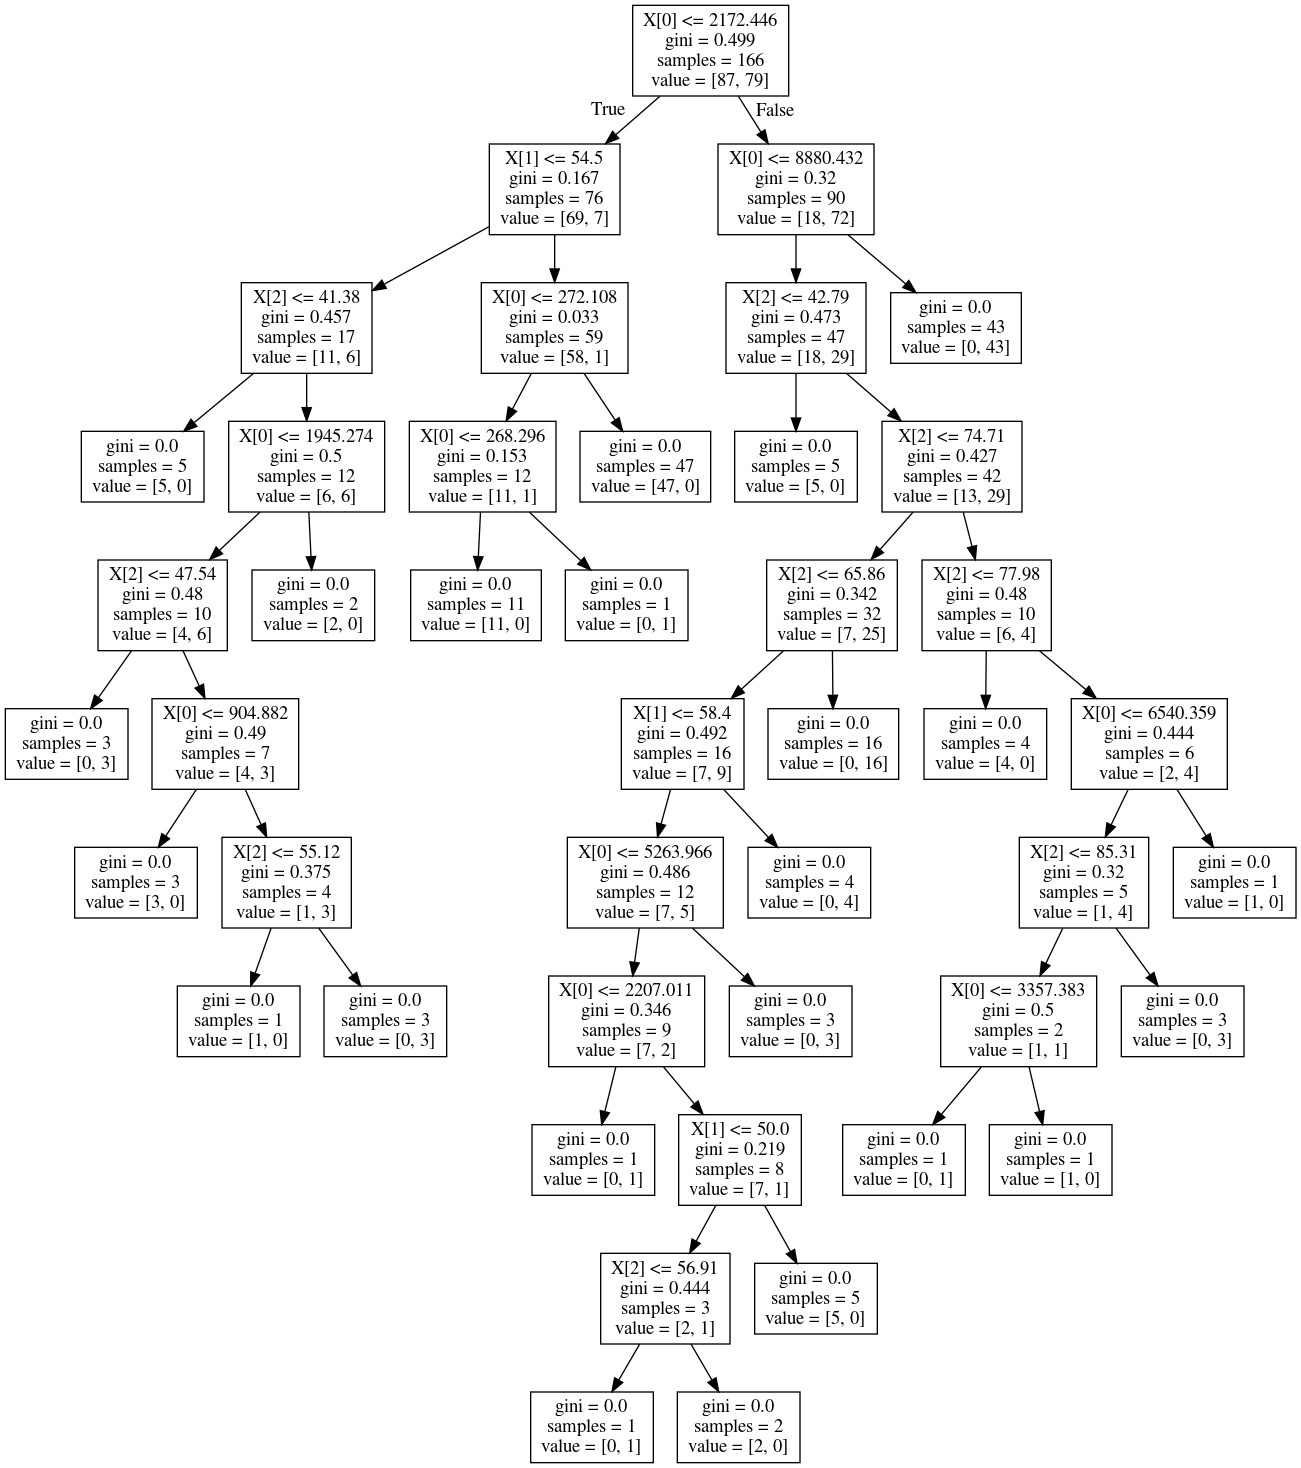 X[0] <= 2172.446
gini = 0.499
samples = 166
value = [87, 79]
True
False
X[1] <= 54.5
gini = 0.167
samples = 76
value = [69, 7]
X[0] <= 8880.432
gini = 0.32
samples = 90
value = [18, 72]
X[2] <= 41.38
gini = 0.457
samples = 17
value = [11, 6]
X[0] <= 272.108
gini = 0.033
samples = 59
value = [58, 1]
X[2] <= 42.79
gini = 0.473
samples = 47
value = [18, 29]
gini = 0.0
samples = 43
value = [0, 43]
gini = 0.0
samples = 5
value = [5, 0]
X[0] <= 1945.274
gini = 0.5
samples = 12
value = [6, 6]
X[0] <= 268.296
gini = 0.153
samples = 12
value = [11, 1]
gini = 0.0
samples = 47
value = [47, 0]
gini = 0.0
samples = 5
value = [5, 0]
X[2] <= 74.71
gini = 0.427
samples = 42
value = [13, 29]
X[2] <= 47.54
gini = 0.48
samples = 10
value = [4, 6]
gini = 0.0
samples = 2
value = [2, 0]
gini = 0.0
samples = 11
value = [11, 0]
gini = 0.0
samples = 1
value = [0, 1]
X[2] <= 65.86
gini = 0.342
samples = 32
value = [7, 25]
X[2] <= 77.98
gini = 0.48
samples = 10
value = [6, 4]
gini = 0.0
samples = 3
value = [0, 3]
X[0] <= 904.882
gini = 0.49
samples = 7
value = [4, 3]
X[1] <= 58.4
gini = 0.492
samples = 16
value = [7, 9]
gini = 0.0
samples = 16
value = [0, 16]
gini = 0.0
samples = 4
value = [4, 0]
X[0] <= 6540.359
gini = 0.444
samples = 6
value = [2, 4]
gini = 0.0
samples = 3
value = [3, 0]
X[2] <= 55.12
gini = 0.375
samples = 4
value = [1, 3]
X[0] <= 5263.966
gini = 0.486
samples = 12
value = [7, 5]
gini = 0.0
samples = 4
value = [0, 4]
X[2] <= 85.31
gini = 0.32
samples = 5
value = [1, 4]
gini = 0.0
samples = 1
value = [1, 0]
gini = 0.0
samples = 1
value = [1, 0]
gini = 0.0
samples = 3
value = [0, 3]
X[0] <= 2207.011
gini = 0.346
samples = 9
value = [7, 2]
gini = 0.0
samples = 3
value = [0, 3]
X[0] <= 3357.383
gini = 0.5
samples = 2
value = [1, 1]
gini = 0.0
samples = 3
value = [0, 3]
gini = 0.0
samples = 1
value = [0, 1]
X[1] <= 50.0
gini = 0.219
samples = 8
value = [7, 1]
gini = 0.0
samples = 1
value = [0, 1]
gini = 0.0
samples = 1
value = [1, 0]
X[2] <= 56.91
gini = 0.444
samples = 3
value = [2, 1]
gini = 0.0
samples = 5
value = [5, 0]
gini = 0.0
samples = 1
value = [0, 1]
gini = 0.0
samples = 2
value = [2, 0]